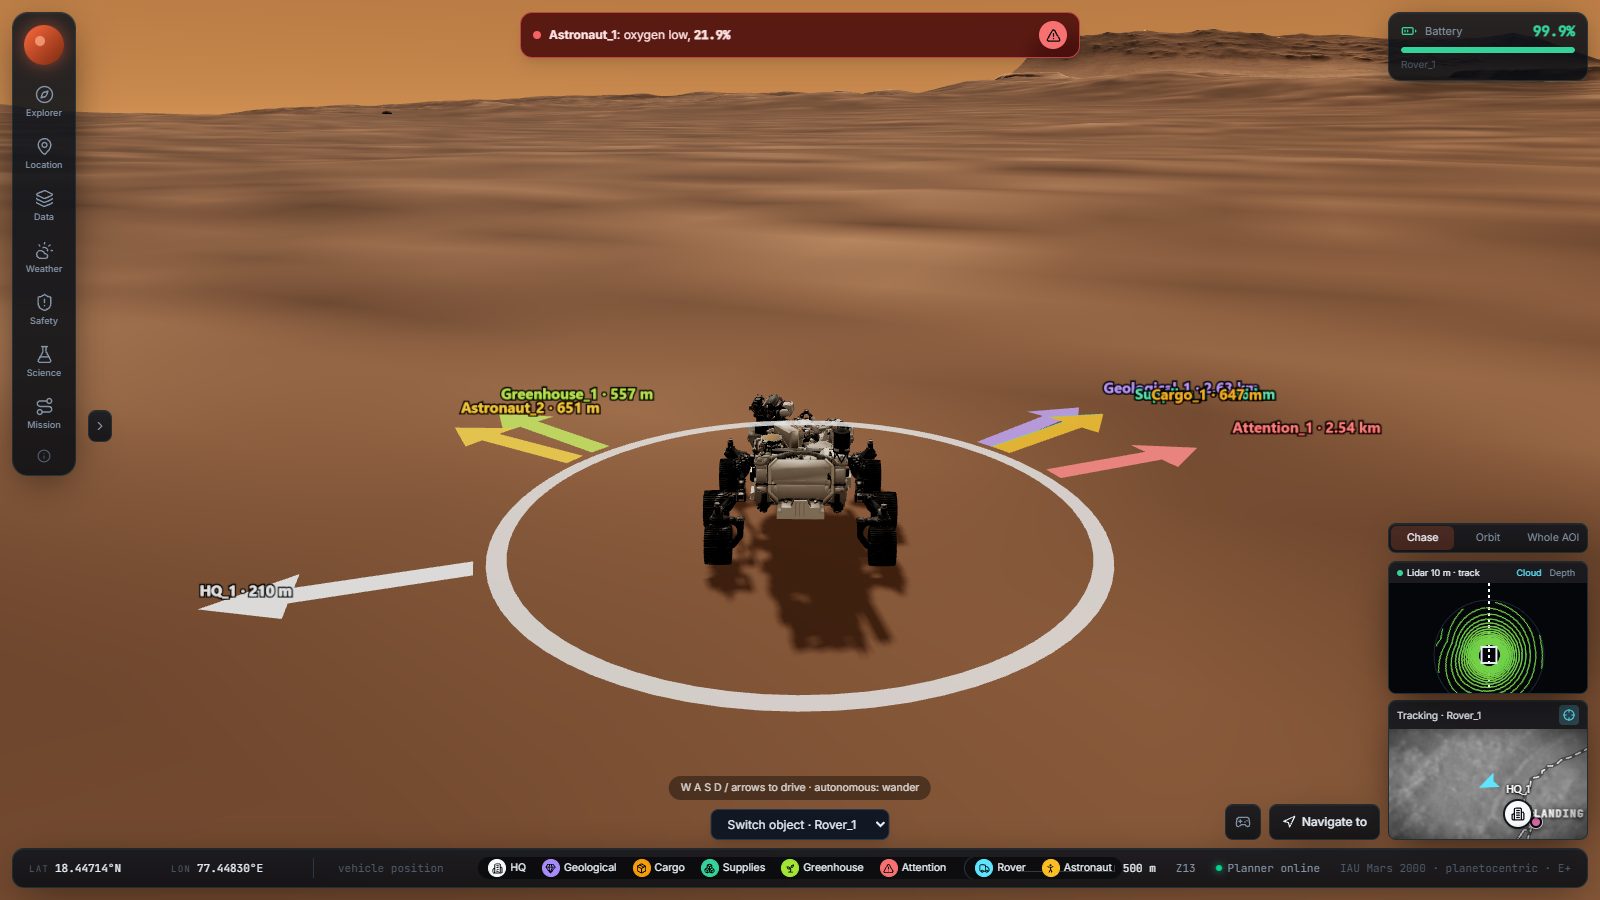 Astronaut_1: oxygen low, 21.9%
Battery 99.9%
Rover_1
Explorer
Location
Data
Weather
Safety
Science
Mission
Greenhouse_1 · 557 m
Astronaut_2 · 651 m
Cargo_1 · 647 m
Attention_1 · 2.54 km
HQ_1 · 210 m
Chase Orbit Whole AOI
Lidar 10 m · track Cloud Depth
Tracking · Rover_1
HQ_1
LANDING
W A S D / arrows to drive · autonomous: wander
Switch object · Rover_1
Navigate to
LAT 18.44714°N LON 77.44830°E vehicle position HQ Geological Cargo Supplies Greenhouse Attention Rover Astronaut 500 m Z13 Planner online IAU Mars 2000 · planetocentric · E+